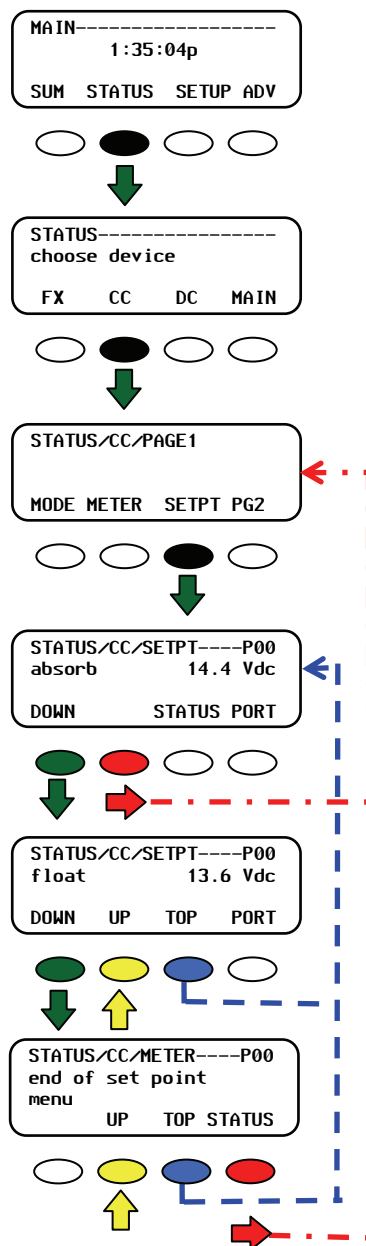 MAIN------------------
1:35:04p
SUM STATUS SETUP ADV
STATUS----------------
choose device
FX CC DC MAIN
STATUS/CC/PAGE1
MODE METER SETPT PG2
STATUS/CC/SETPT----P00
absorb 14.4 Vdc
DOWN STATUS PORT
STATUS/CC/SETPT----P00
float 13.6 Vdc
DOWN UP TOP PORT
STATUS/CC/METER----P00
end of set point
menu
UP TOP STATUS